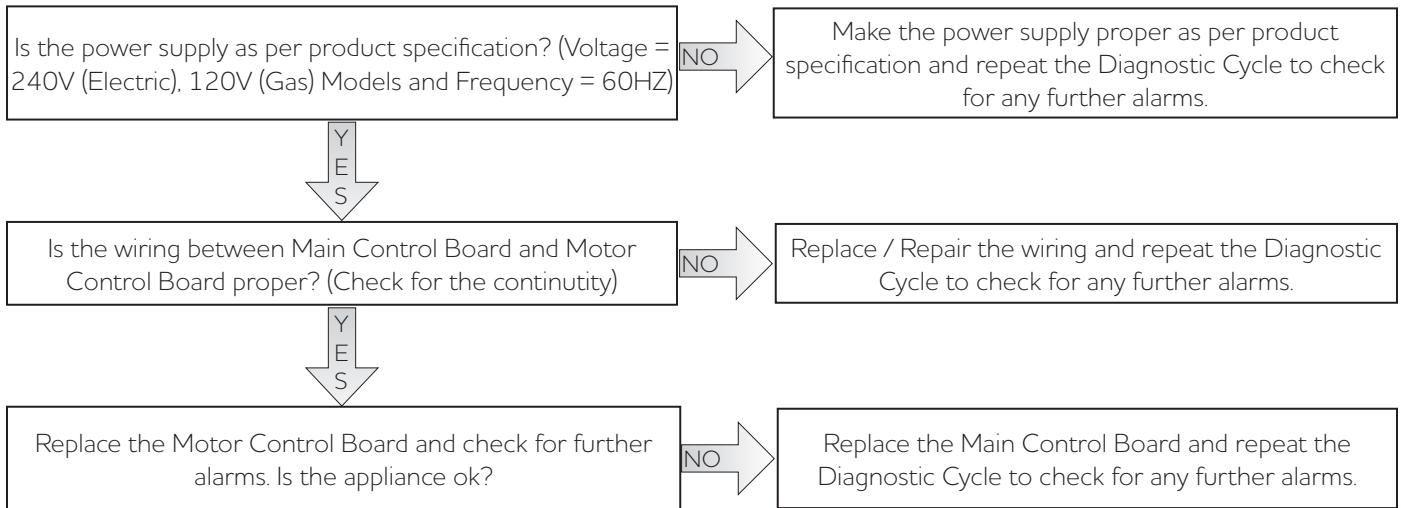 Is the power supply as per product specification? (Voltage =
240V (Electric), 120V (Gas) Models and Frequency = 60HZ)
NO
Make the power supply proper as per product
specification and repeat the Diagnostic Cycle to check
for any further alarms.
Y
E
S
Is the wiring between Main Control Board and Motor
Control Board proper? (Check for the continutity)
NO
Replace / Repair the wiring and repeat the Diagnostic
Cycle to check for any further alarms.
Y
E
S
Replace the Motor Control Board and check for further
alarms. Is the appliance ok?
NO
Replace the Main Control Board and repeat the
Diagnostic Cycle to check for any further alarms.